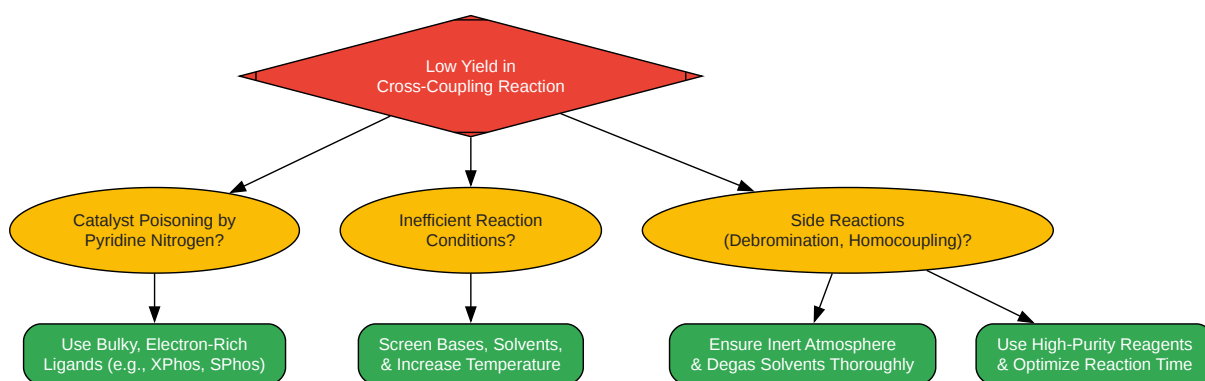 Low Yield in
Cross-Coupling Reaction
Catalyst Poisoning by
Pyridine Nitrogen?
Inefficient Reaction
Conditions?
Side Reactions
(Debromination, Homocoupling)?
Use Bulky, Electron-Rich
Ligands (e.g., XPhos, SPhos)
Screen Bases, Solvents,
& Increase Temperature
Ensure Inert Atmosphere
& Degas Solvents Thoroughly
Use High-Purity Reagents
& Optimize Reaction Time